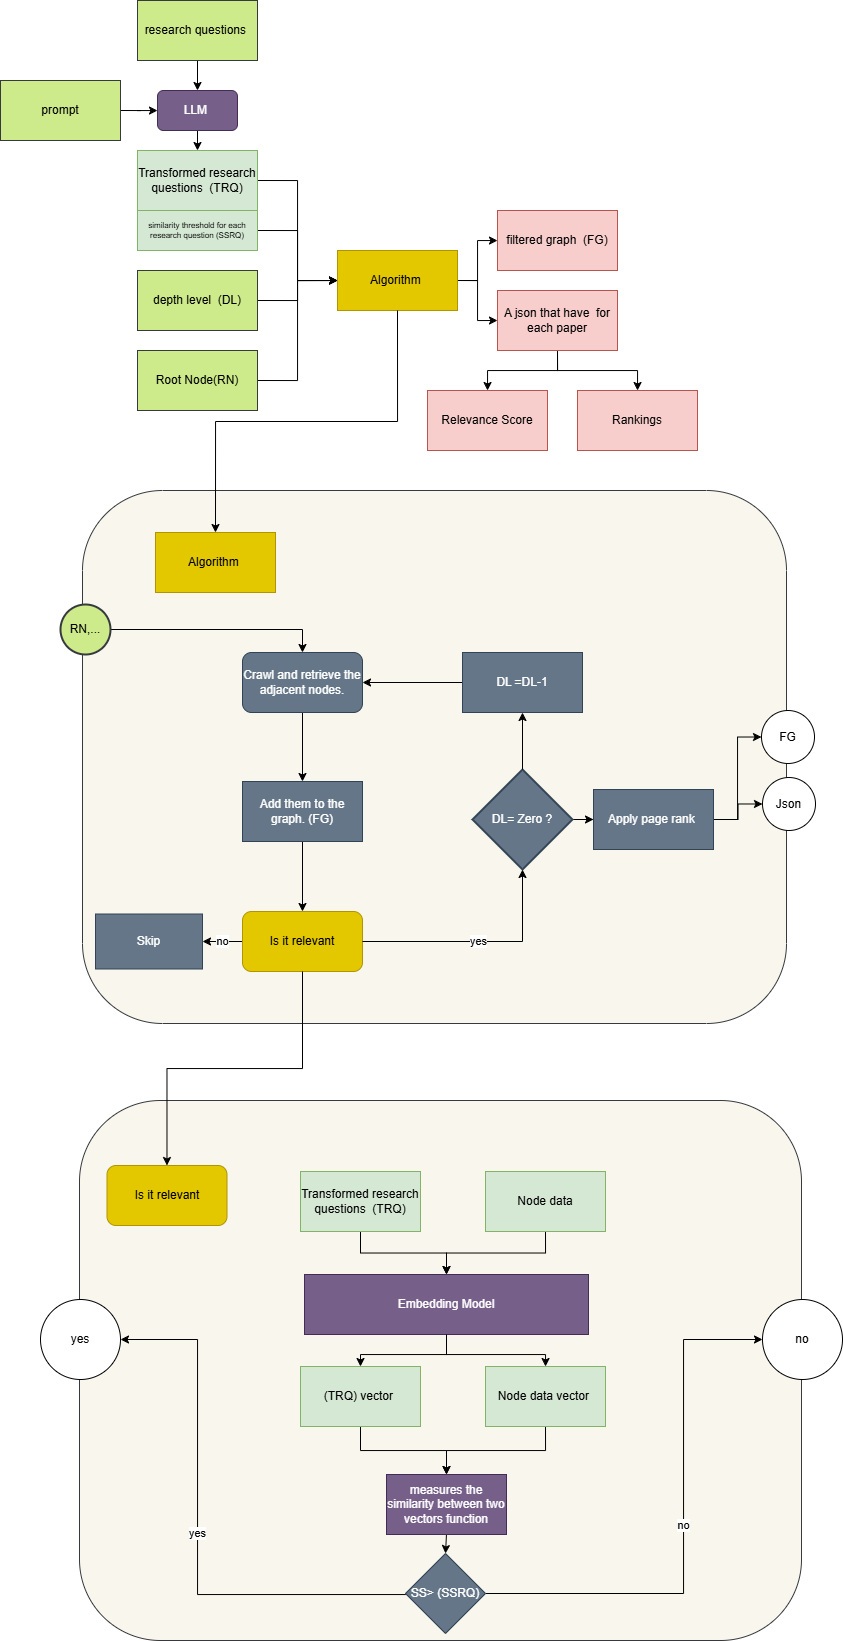 research questions
prompt
LLM
Transformed research
questions (TRQ)
similarity threshold for each
research question (SSRQ)
depth level (DL)
Root Node(RN)
Algorithm
filtered graph (FG)
A json that have for
each paper
Relevance Score
Rankings
Algorithm
RN,...
Crawl and retrieve the
adjacent nodes.
DL =DL-1
FG
Json
Add them to the
graph. (FG)
DL= Zero ?
Apply page rank
Skip
no
Is it relevant
yes
Is it relevant
Transformed research
questions (TRQ)
Node data
Embedding Model
yes
no
(TRQ) vector
Node data vector
measures the
similarity between two
vectors function
yes
no
SS> (SSRQ)